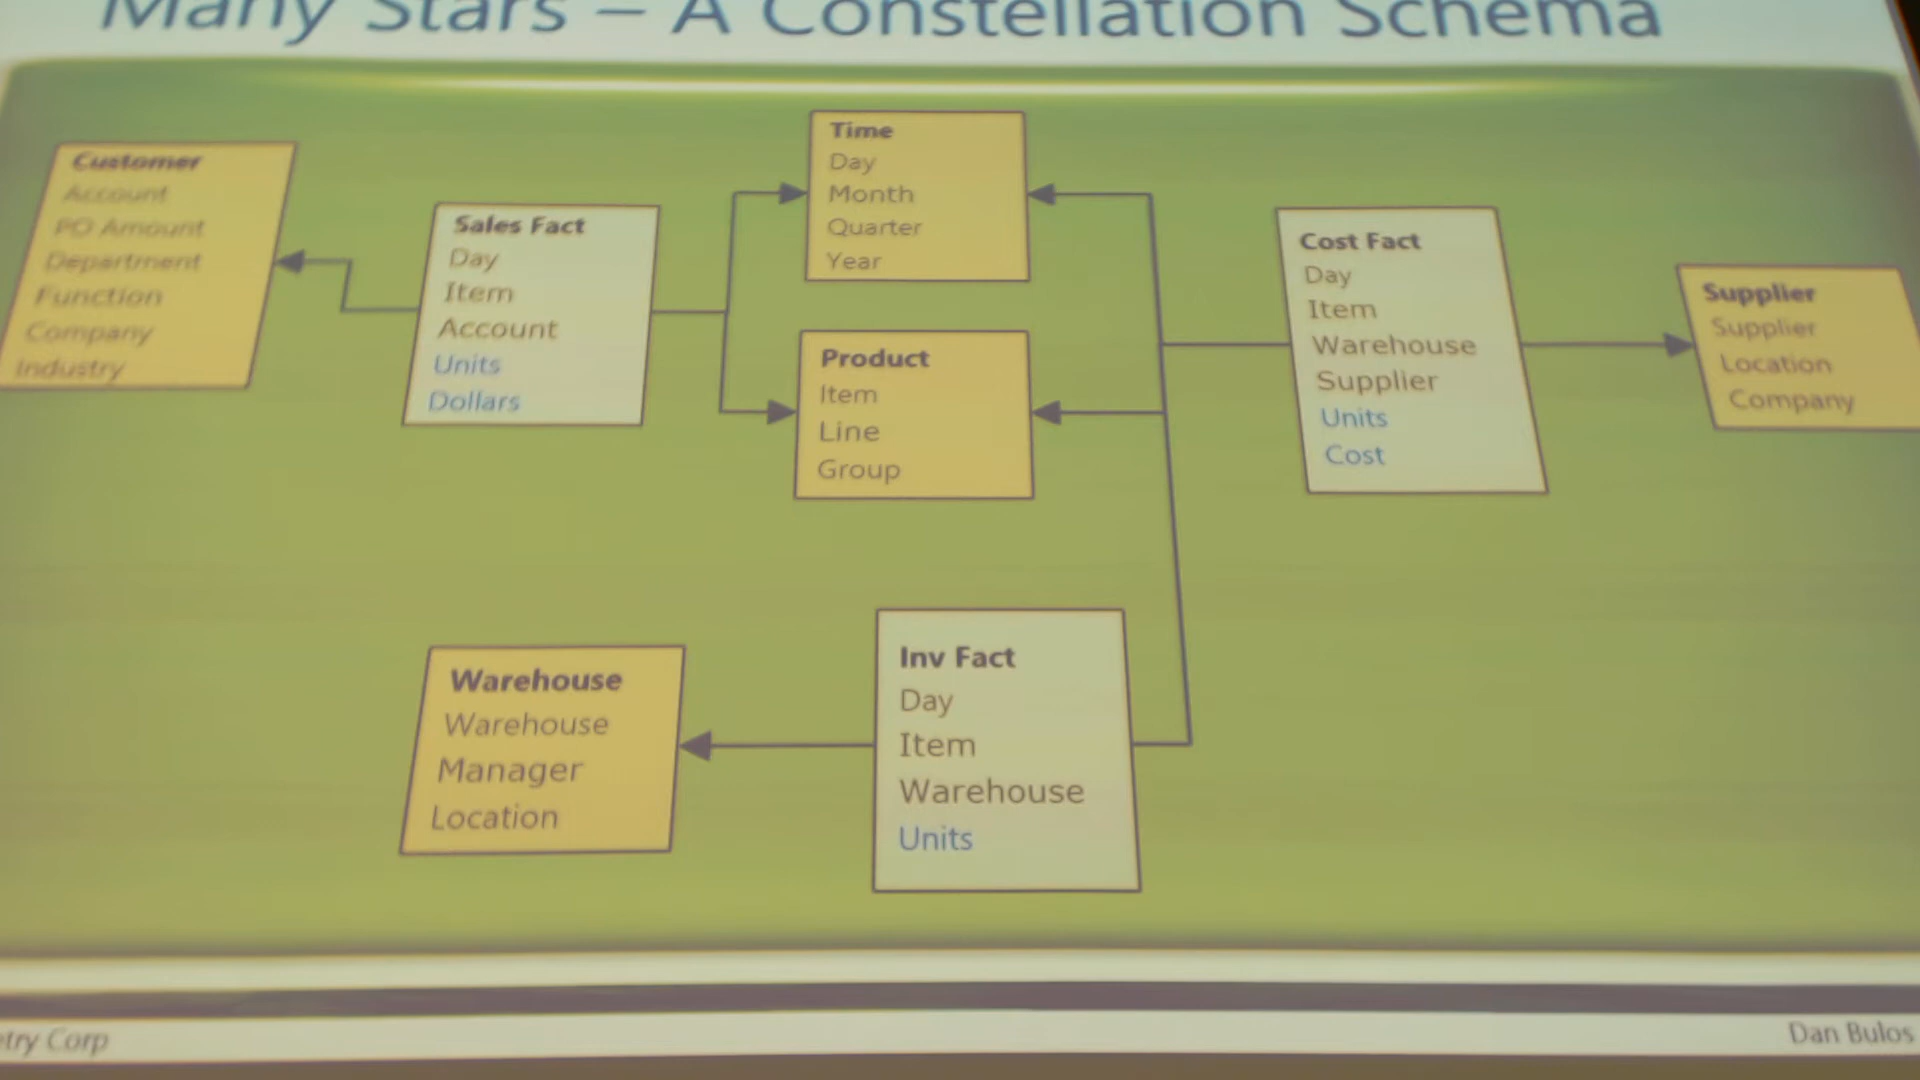 Many Stars – A Constellation Schema
Customer
Account
PO Amount
Department
Function
Company
Industry
Sales Fact
Day
Item
Account
Units
Dollars
Time
Day
Month
Quarter
Year
Product
Item
Line
Group
Cost Fact
Day
Item
Warehouse
Supplier
Units
Cost
Supplier
Supplier
Location
Company
Warehouse
Warehouse
Manager
Location
Inv Fact
Day
Item
Warehouse
Units
Corp
Dan Bulos